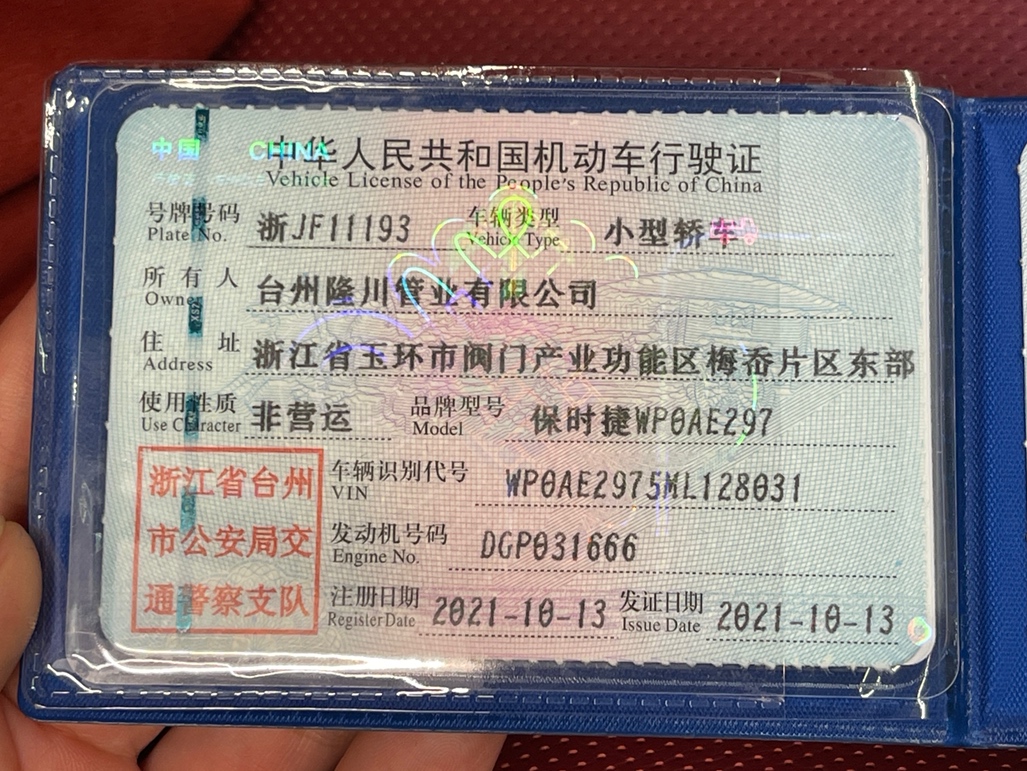 中国 CHINA
中华人民共和国机动车行驶证
Vehicle License of the People's Republic of China
号牌号码 浙JF11193 车辆类型 小型轿车
Plate No. Vehicle Type
所有人 台州隆川管业有限公司
Owner
住址 浙江省玉环市阀门产业功能区梅岙片区东部
Address
使用性质 非营运 品牌型号 保时捷WP0AE297
Use Character Model
浙江省台州
市公安局交
通警察支队
车辆识别代号 WP0AE2975ML128031
VIN
发动机号码 DGP031666
Engine No.
注册日期 2021-10-13 发证日期 2021-10-13
Register Date Issue Date